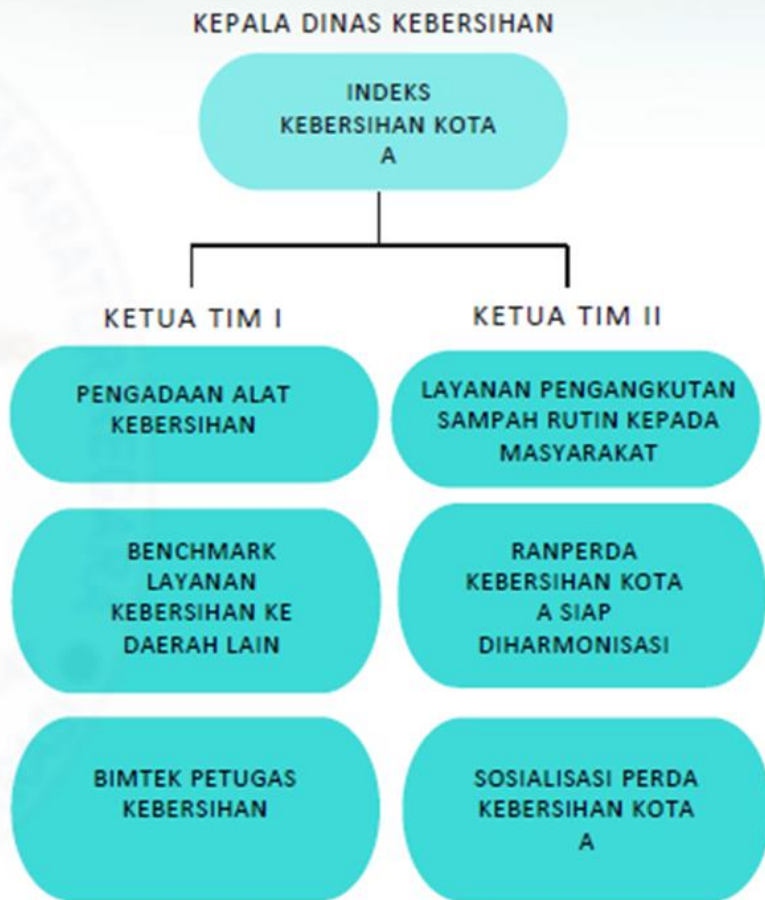 KEPALA DINAS KEBERSIHAN
INDEKS
KEBERSIHAN KOTA
A
KETUA TIM I
PENGADAAN ALAT
KEBERSIHAN
BENCHMARK
LAYANAN
KEBERSIHAN KE
DAERAH LAIN
BIMTEK PETUGAS
KEBERSIHAN
KETUA TIM II
LAYANAN PENGANGKUTAN
SAMPAH RUTIN KEPADA
MASYARAKAT
RANPERDA
KEBERSIHAN KOTA
A SIAP
DIHARMONISASI
SOSIALISASI PERDA
KEBERSIHAN KOTA
A